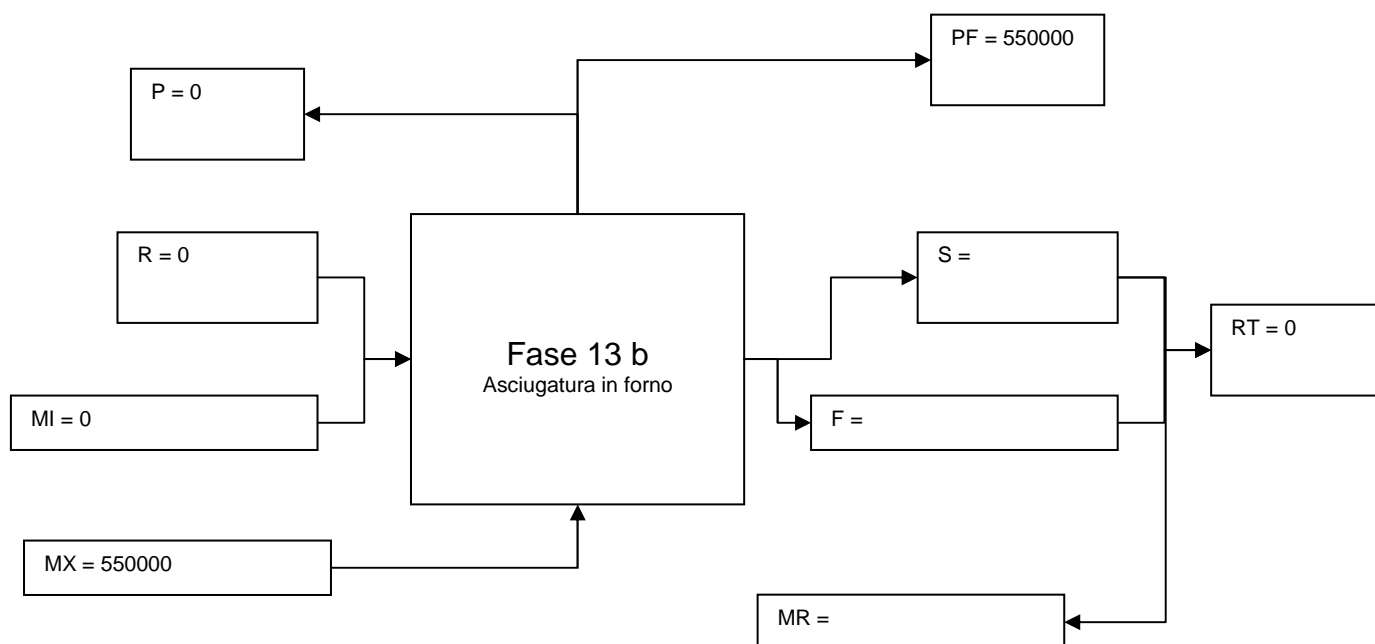 PF = 550000
P = 0
R = 0
S =
RT = 0
Fase 13 b
Asciugatura in forno
MI = 0
F =
MX = 550000
MR =